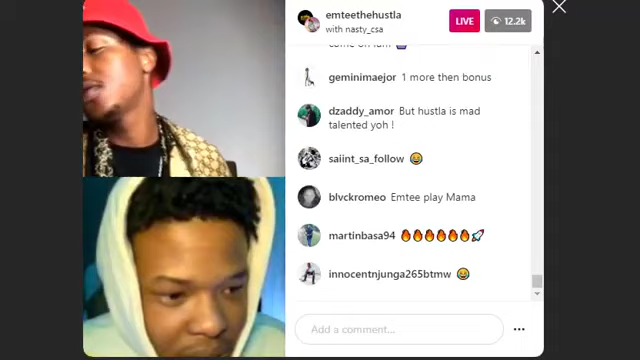 emteethehustla
with nasty_csa
LIVE
12.2k
geminimaejor 1 more then bonus
dzaddy_amor But hustla is mad
talented yoh !
saiint_sa_follow 😂
blvckromeo Emtee play Mama
martinbasa94 🔥🔥🔥🔥🔥🔥🚀
innocentnjunga265btmw 😂
Add a comment...